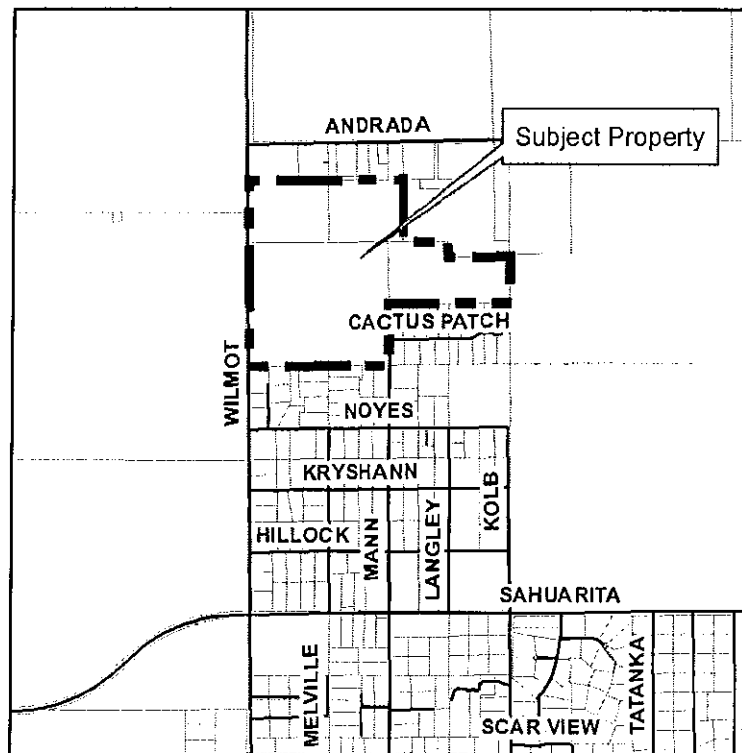 ANDRADA
Subject Property
CACTUS PATCH
WILMOT
NOYES
KRYSHANN
HILLOCK
MANN
LANGLEY
KOLB
SAHUARITA
MELVILLE
SCAR VIEW
TATANKA